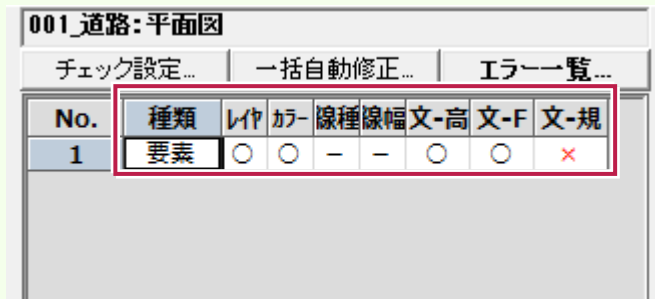 001_道路:平面図
チェック設定... 一括自動修正... エラー一覧...
No. 種類 ﾚｲﾔ ｶﾗｰ 線種 線幅 文-高 文-F 文-規
1 要素 ○ ○ − − ○ ○ ×